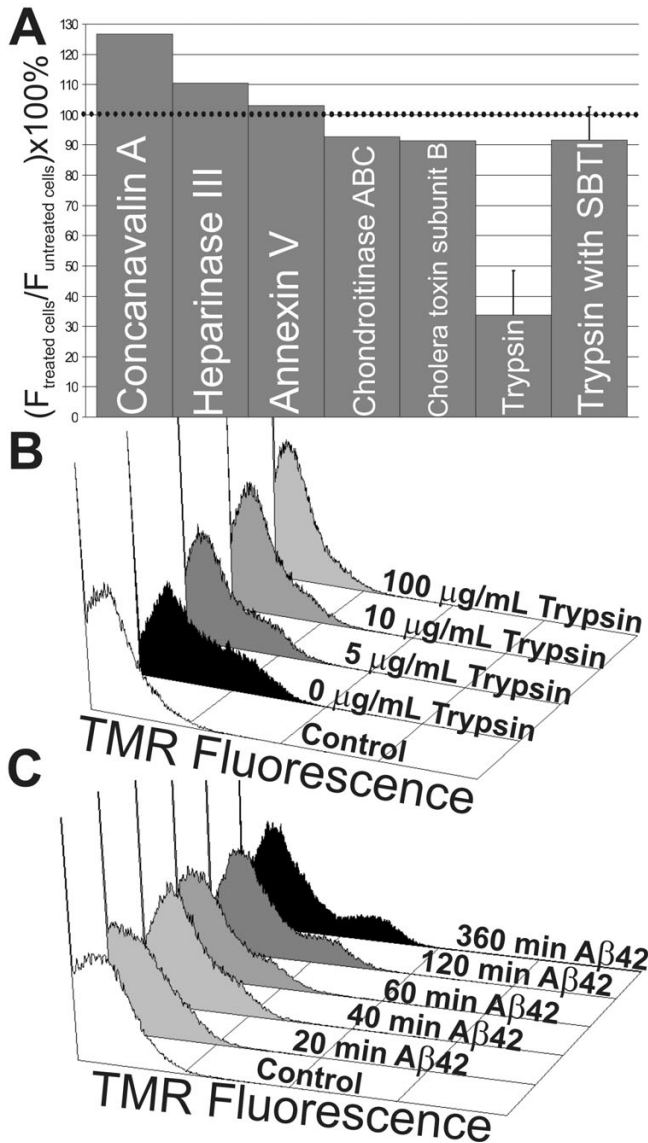 A
(F treated cells/F untreated cells)x100%
130
120
110
100
90
80
70
60
50
40
30
20
10
0
Concanavalin A
Heparinase III
Annexin V
Chondroitinase ABC
Cholera toxin subunit B
Trypsin
Trypsin with SBTI
B
100 μg/mL Trypsin
10 μg/mL Trypsin
5 μg/mL Trypsin
0 μg/mL Trypsin
Control
TMR Fluorescence
C
360 min Aβ42
120 min Aβ42
60 min Aβ42
40 min Aβ42
20 min Aβ42
Control
TMR Fluorescence